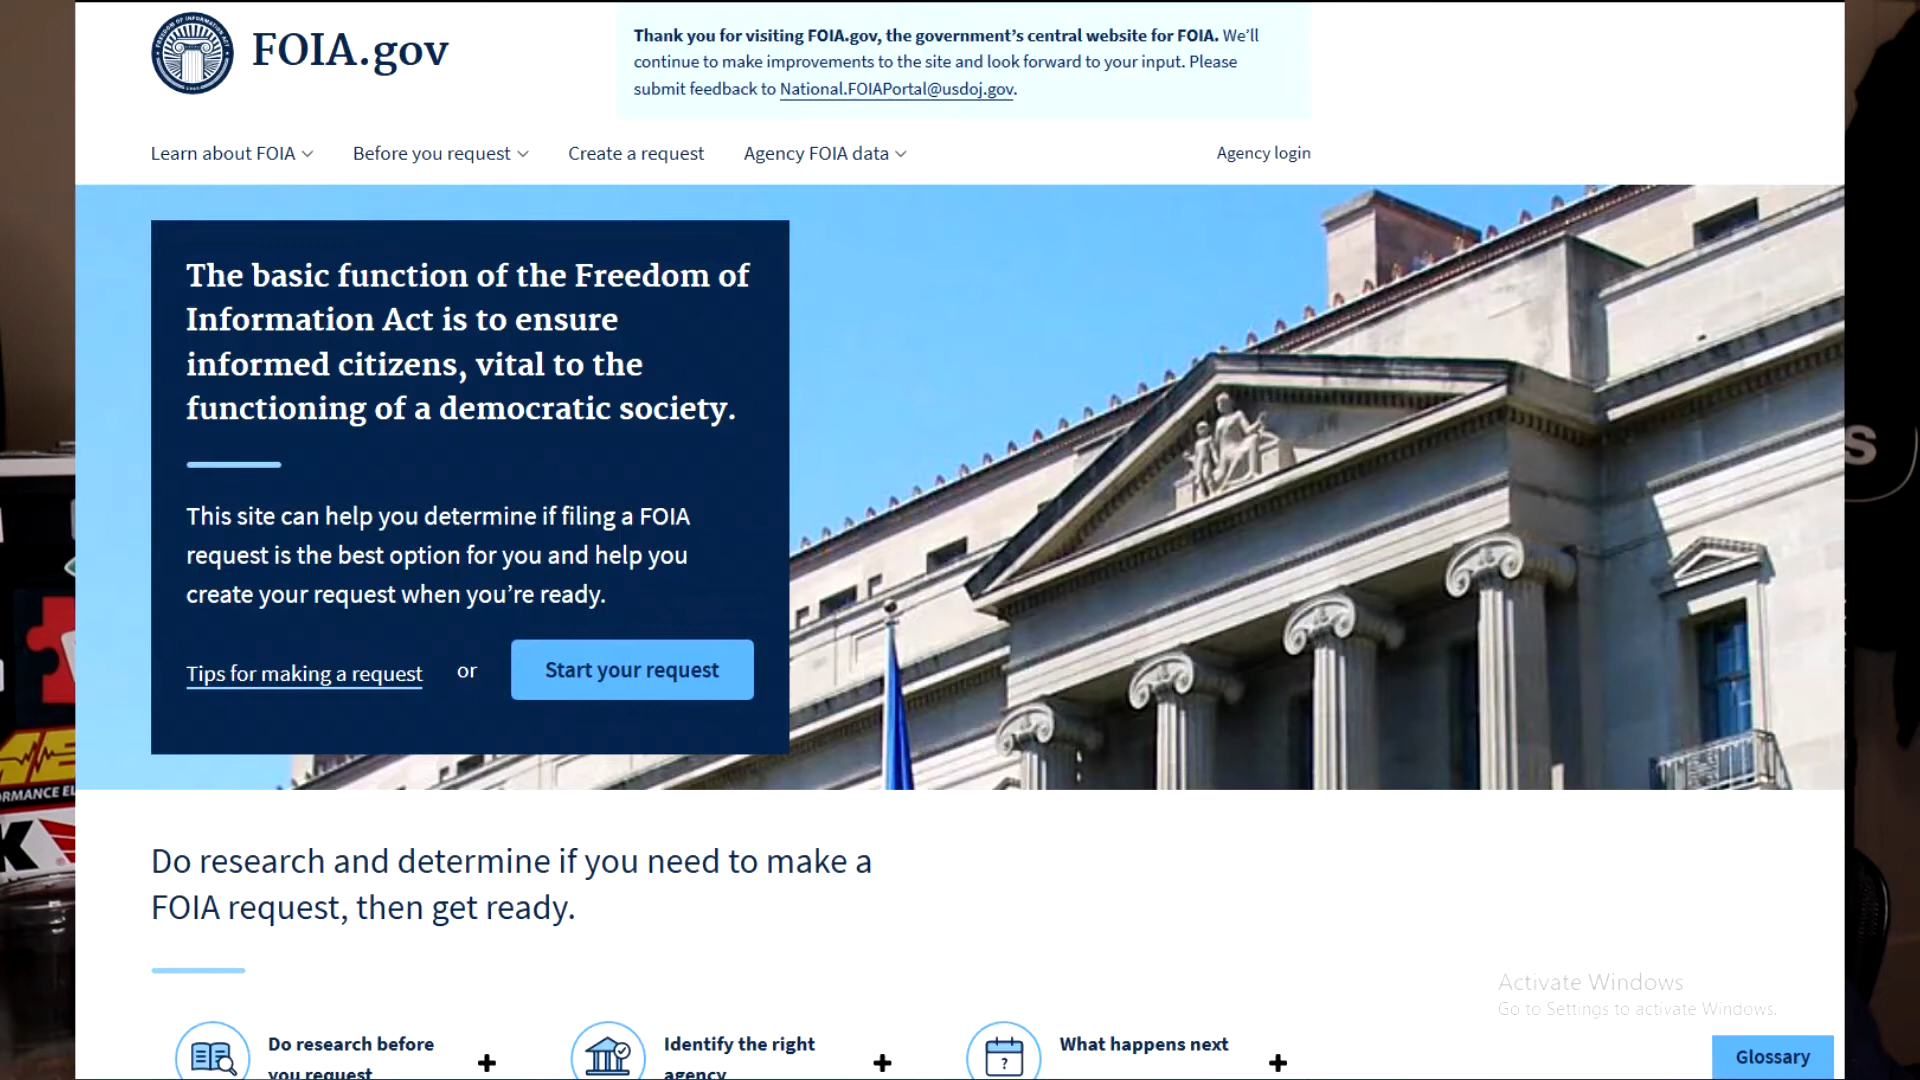 FOIA.gov
Thank you for visiting FOIA.gov, the government’s central website for FOIA. We’ll
continue to make improvements to the site and look forward to your input. Please
submit feedback to National.FOIAPortal@usdoj.gov.
Learn about FOIA
Before you request
Create a request
Agency FOIA data
Agency login
The basic function of the Freedom of
Information Act is to ensure
informed citizens, vital to the
functioning of a democratic society.
This site can help you determine if filing a FOIA
request is the best option for you and help you
create your request when you’re ready.
Tips for making a request
or
Start your request
Do research and determine if you need to make a
FOIA request, then get ready.
Do research before
you request
Identify the right
agency
What happens next
?
Activate Windows
Go to Settings to activate Windows.
Glossary